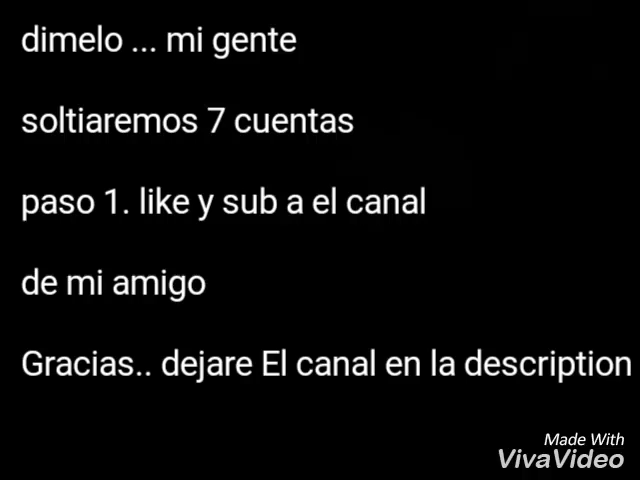 dimelo ... mi gente
soltiaremos 7 cuentas
paso 1. like y sub a el canal
de mi amigo
Gracias.. dejare El canal en la description
Made With
VivaVideo